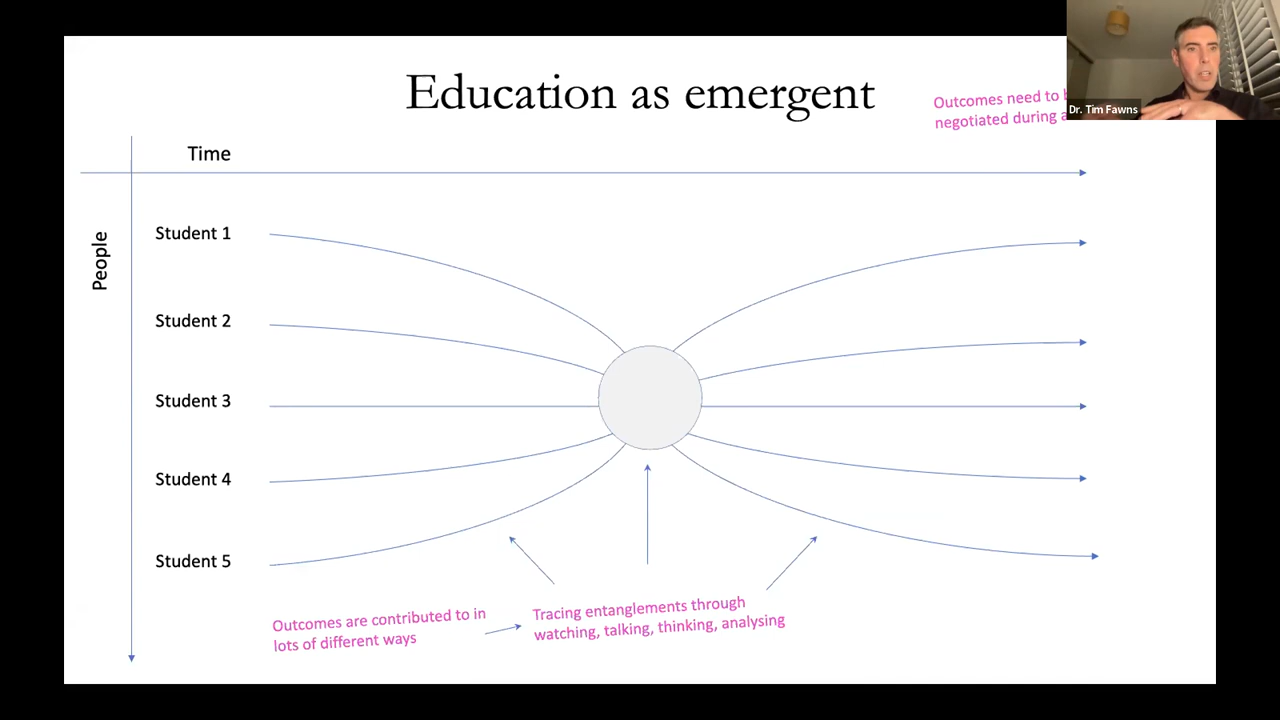 Education as emergent
Outcomes need to
negotiated during
Dr. Tim Fawns
Time
People
Student 1
Student 2
Student 3
Student 4
Student 5
Outcomes are contributed to in
lots of different ways
Tracing entanglements through
watching, talking, thinking, analysing